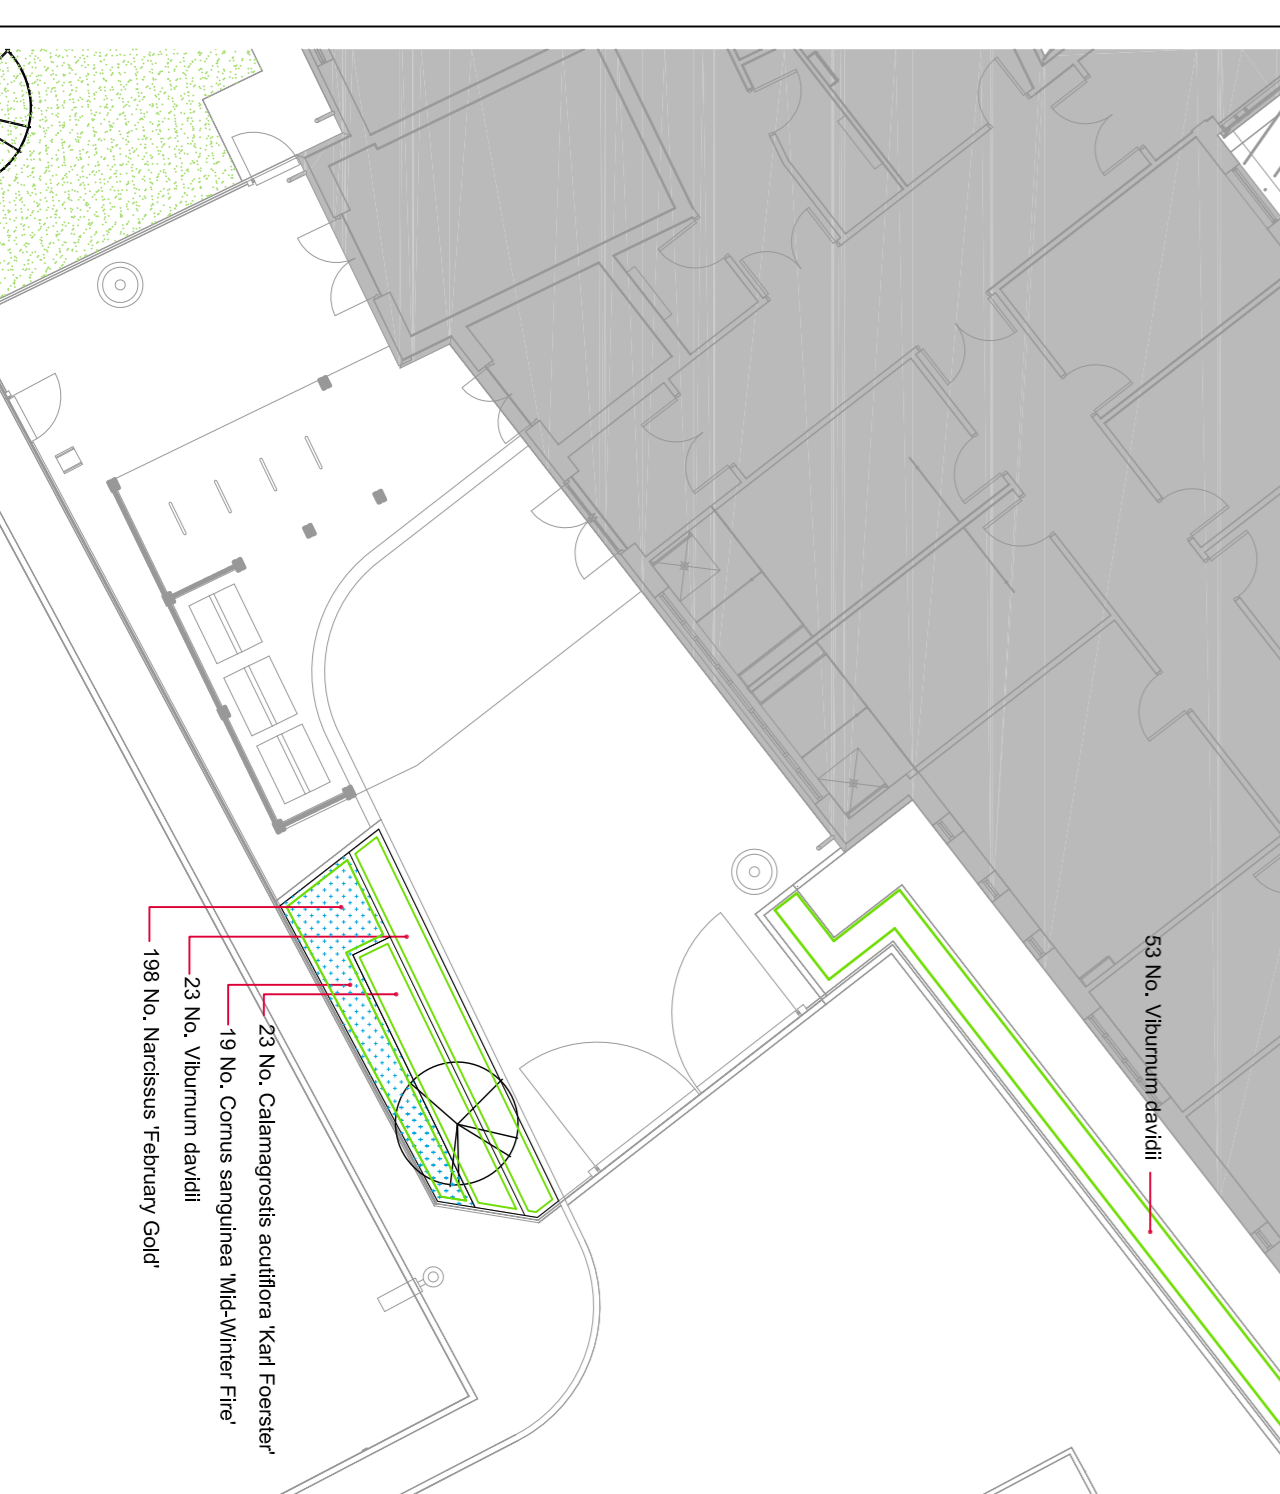 53 No. Viburnum davidii
23 No. Calamagrostis acutiflora 'Karl Foerster'
19 No. Cornus sanguinea 'Mid-Winter Fire'
23 No. Viburnum davidii
198 No. Narcissus 'February Gold'